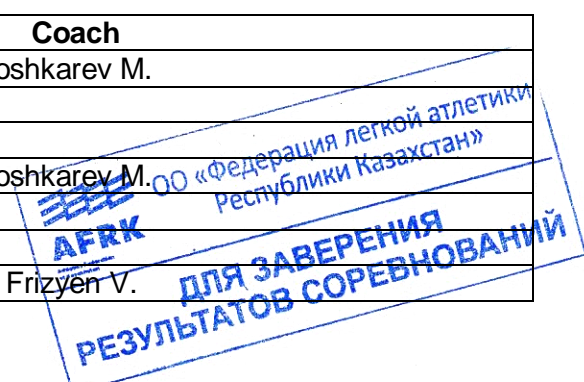 Coach
oshkarev M.
oshkarev M.
Frizyen V.
ОО «Федерация легкой атлетики
Республики Казахстан»
AFRK
ДЛЯ ЗАВЕРЕНИЯ
РЕЗУЛЬТАТОВ СОРЕВНОВАНИЙ